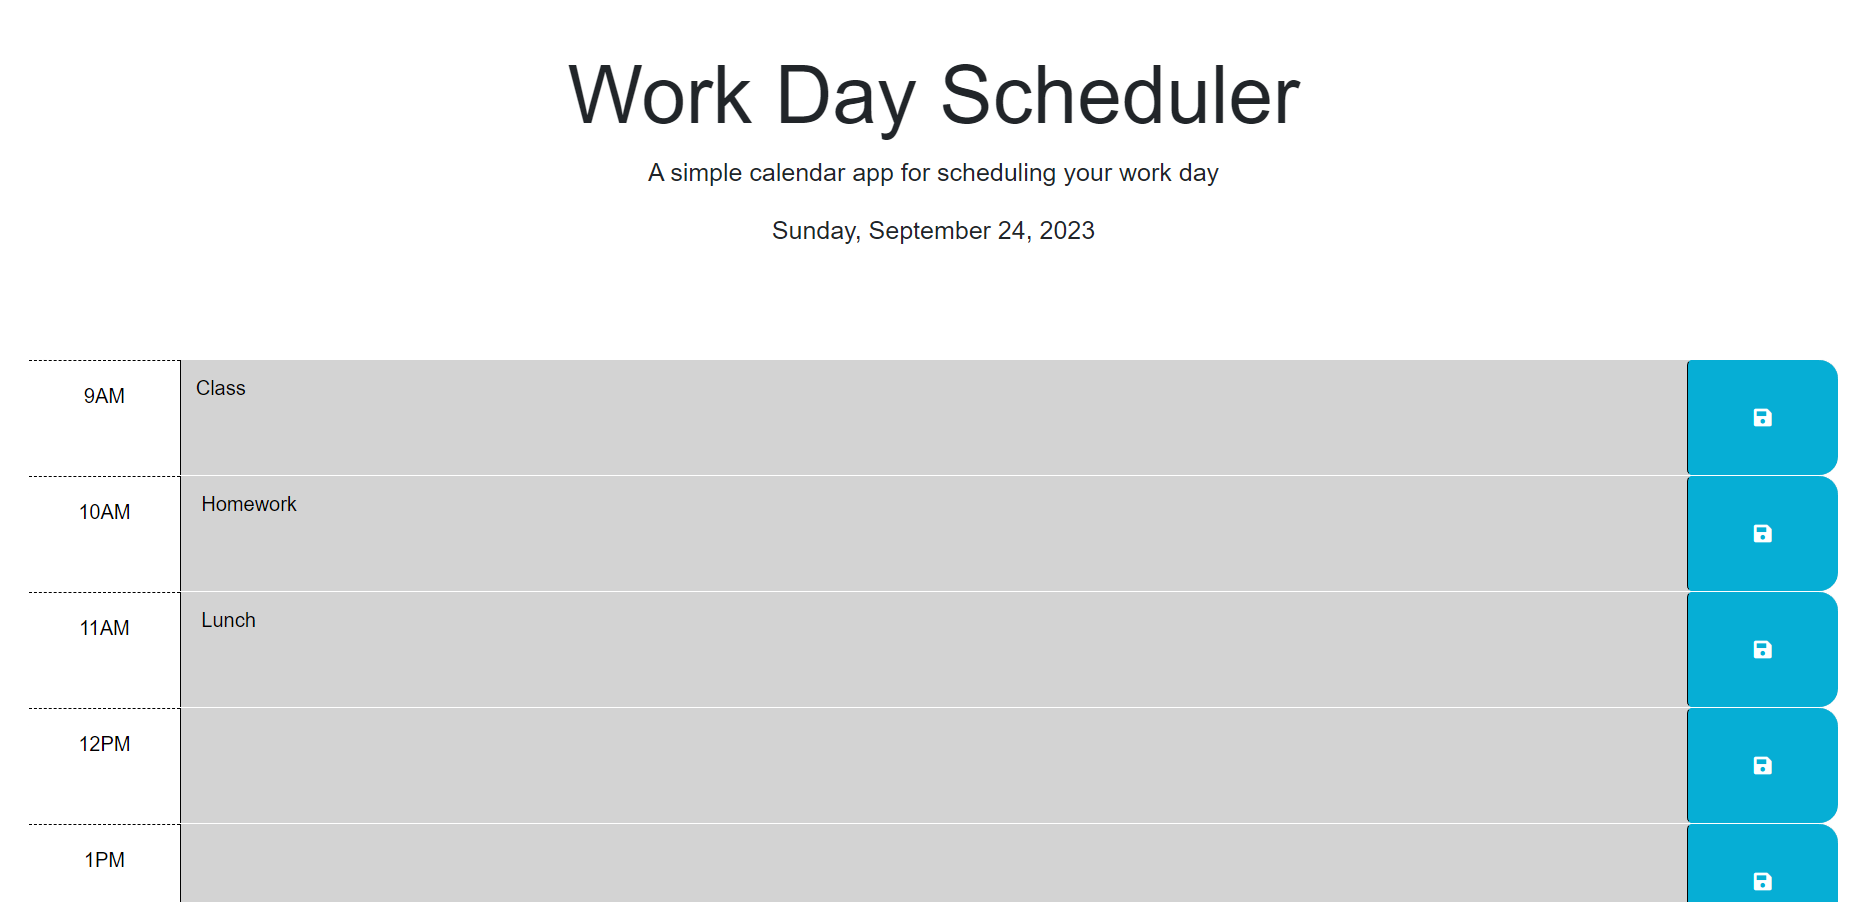 Work Day Scheduler
A simple calendar app for scheduling your work day
Sunday, September 24, 2023
9AM Class
10AM Homework
11AM Lunch
12PM
1PM